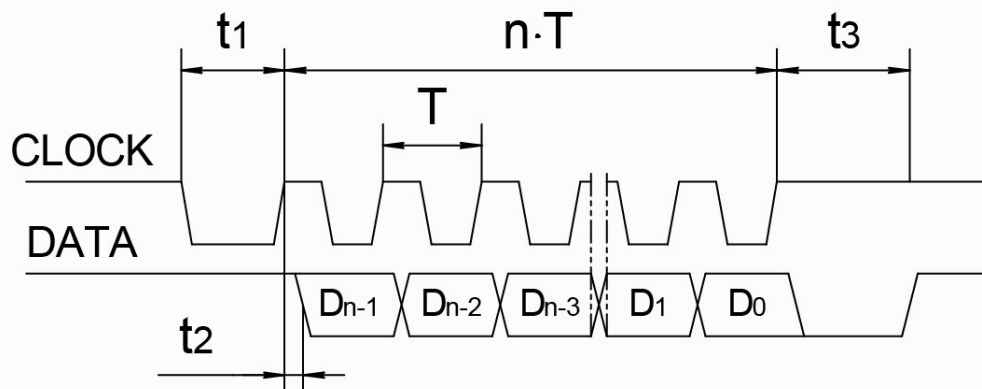 t1 n·T t3
T
CLOCK
DATA
Dn-1 Dn-2 Dn-3 D1 D0
t2